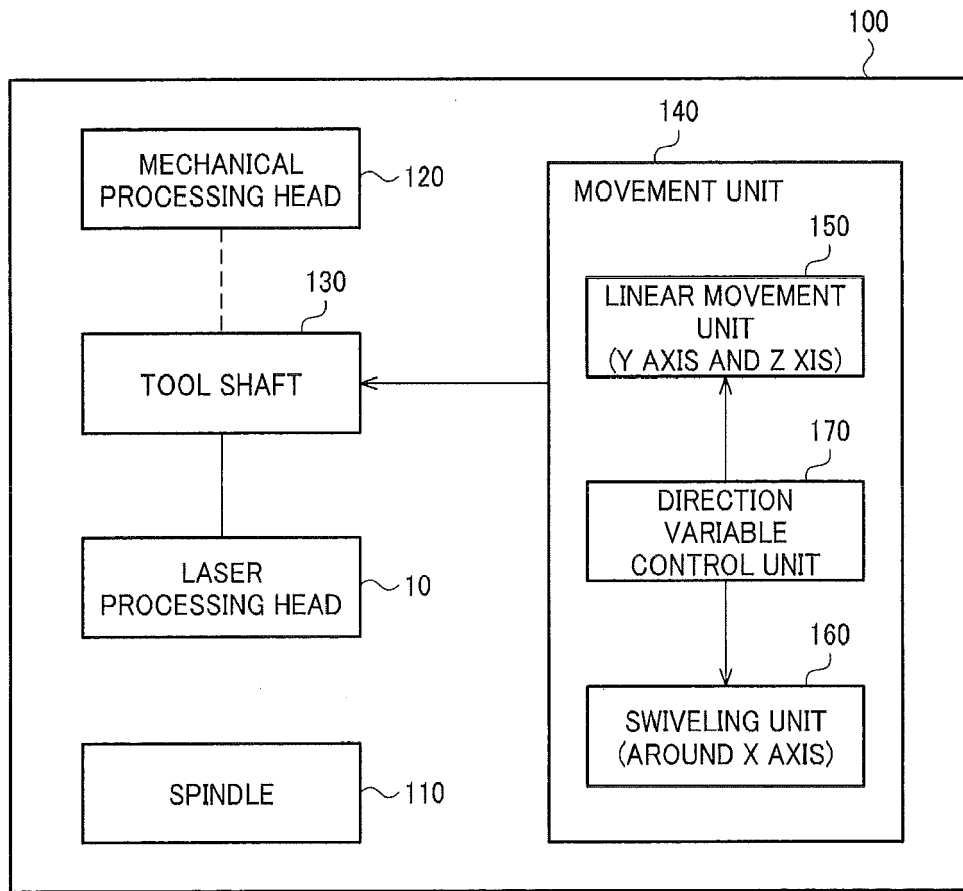 100
MECHANICAL
PROCESSING HEAD
120
130
TOOL SHAFT
LASER
PROCESSING HEAD
10
SPINDLE
110
140
MOVEMENT UNIT
150
LINEAR MOVEMENT
UNIT
(Y AXIS AND Z XIS)
170
DIRECTION
VARIABLE
CONTROL UNIT
160
SWIVELING UNIT
(AROUND X AXIS)